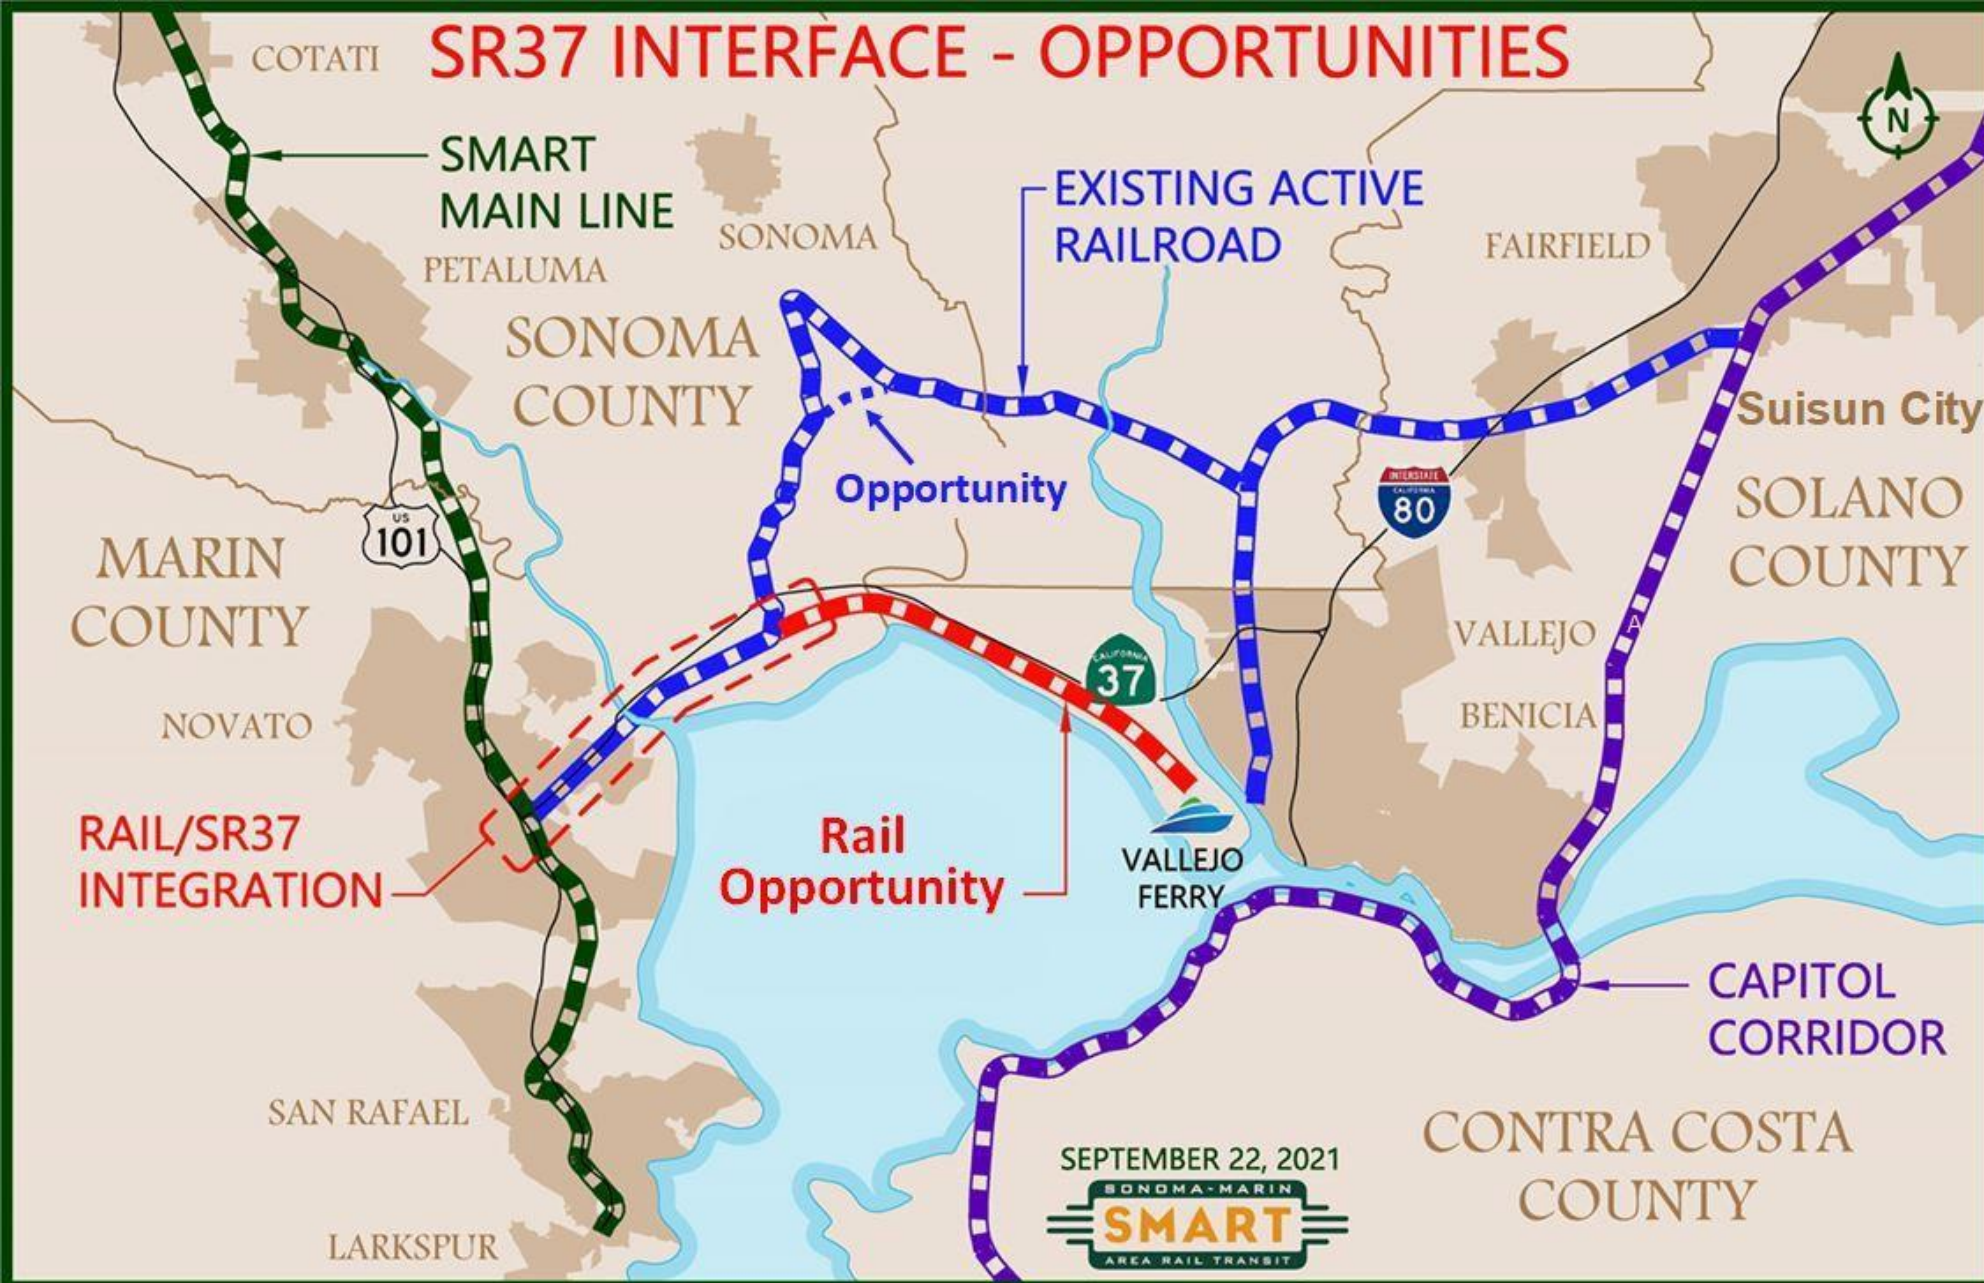 SR37 INTERFACE - OPPORTUNITIES
COTATI
SMART
MAIN LINE
SONOMA
PETALUMA
EXISTING ACTIVE
RAILROAD
FAIRFIELD
N
SONOMA
COUNTY
Opportunity
Suisun City
INTERSTATE
CALIFORNIA
80
SOLANO
COUNTY
US
101
MARIN
COUNTY
CALIFORNIA
37
VALLEJO
A
BENICIA
NOVATO
RAIL/SR37
INTEGRATION
Rail
Opportunity
VALLEJO
FERRY
CAPITOL
CORRIDOR
SAN RAFAEL
LARKSPUR
CONTRA COSTA
COUNTY
SEPTEMBER 22, 2021
SONOMA-MARIN
SMART
AREA RAIL TRANSIT